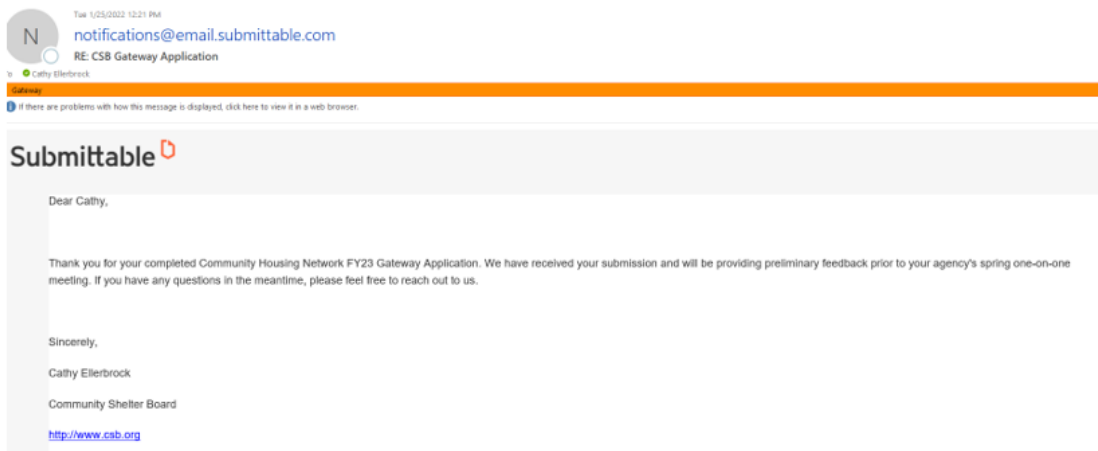 Tue 1/25/2022 12:21 PM
N
notifications@email.submittable.com
RE: CSB Gateway Application
Cathy Ellerbrock
Gateway
If there are problems with how this message is displayed, click here to view it in a web browser.
Submittable
Dear Cathy,
Thank you for your completed Community Housing Network FY23 Gateway Application. We have received your submission and will be providing preliminary feedback prior to your agency's spring one-on-one
meeting. If you have any questions in the meantime, please feel free to reach out to us.
Sincerely,
Cathy Ellerbrock
Community Shelter Board
http://www.csb.org